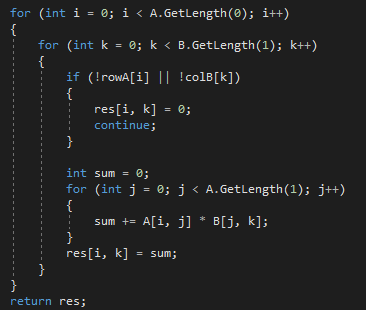 for (int i = 0; i < A.GetLength(0); i++)
{
    for (int k = 0; k < B.GetLength(1); k++)
    {
        if (!rowA[i] || !colB[k])
        {
            res[i, k] = 0;
            continue;
        }

        int sum = 0;
        for (int j = 0; j < A.GetLength(1); j++)
        {
            sum += A[i, j] * B[j, k];
        }
        res[i, k] = sum;
    }
}
return res;